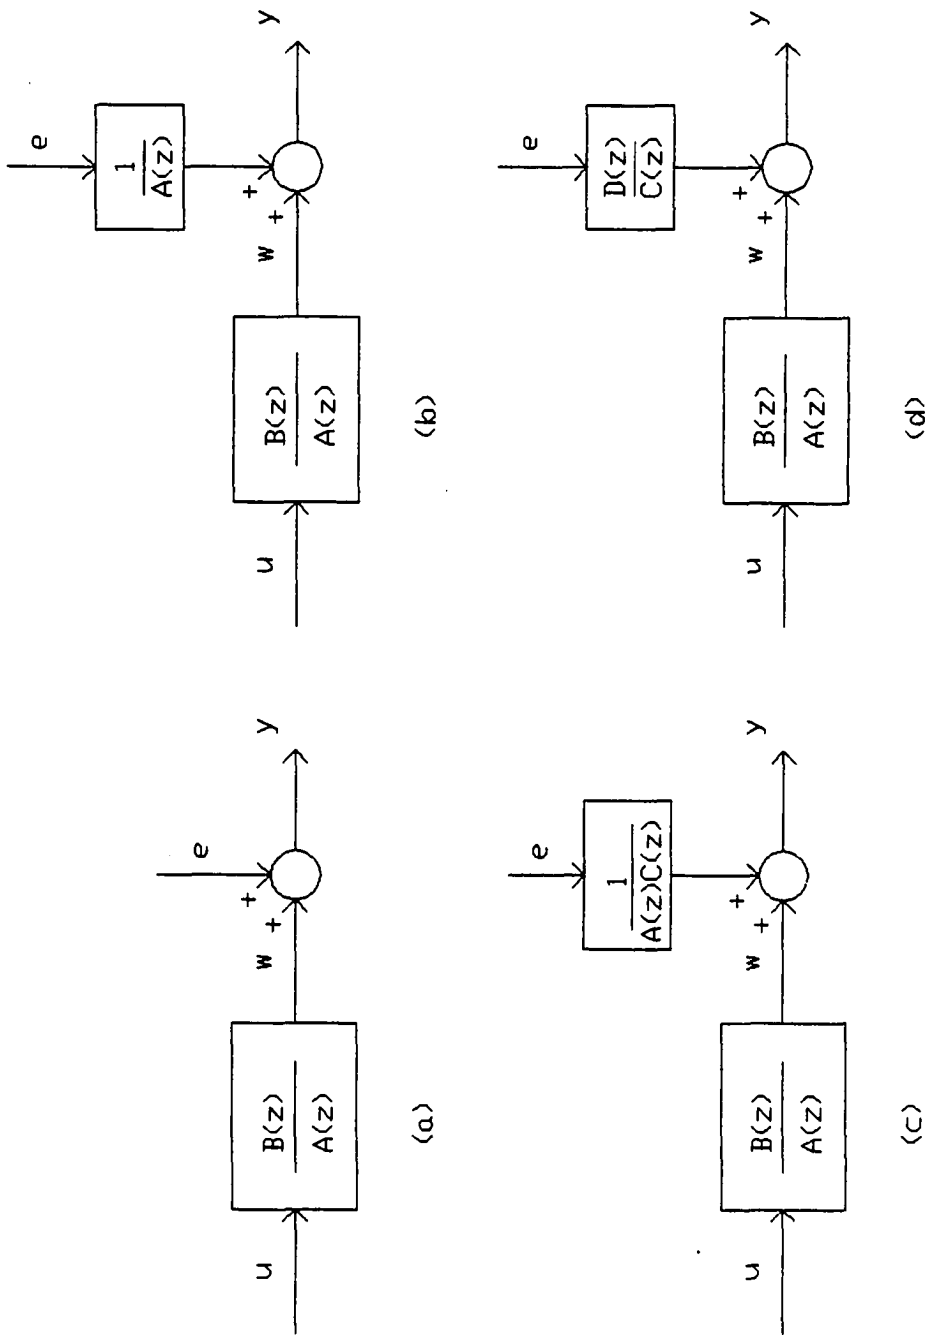 e
y
+
+
w
u
B(z)
A(z)
(a)
e
1
A(z)
y
+
+
w
u
B(z)
A(z)
(b)
e
1
A(z)C(z)
y
+
+
w
u
B(z)
A(z)
(c)
e
D(z)
C(z)
y
+
+
w
u
B(z)
A(z)
(d)